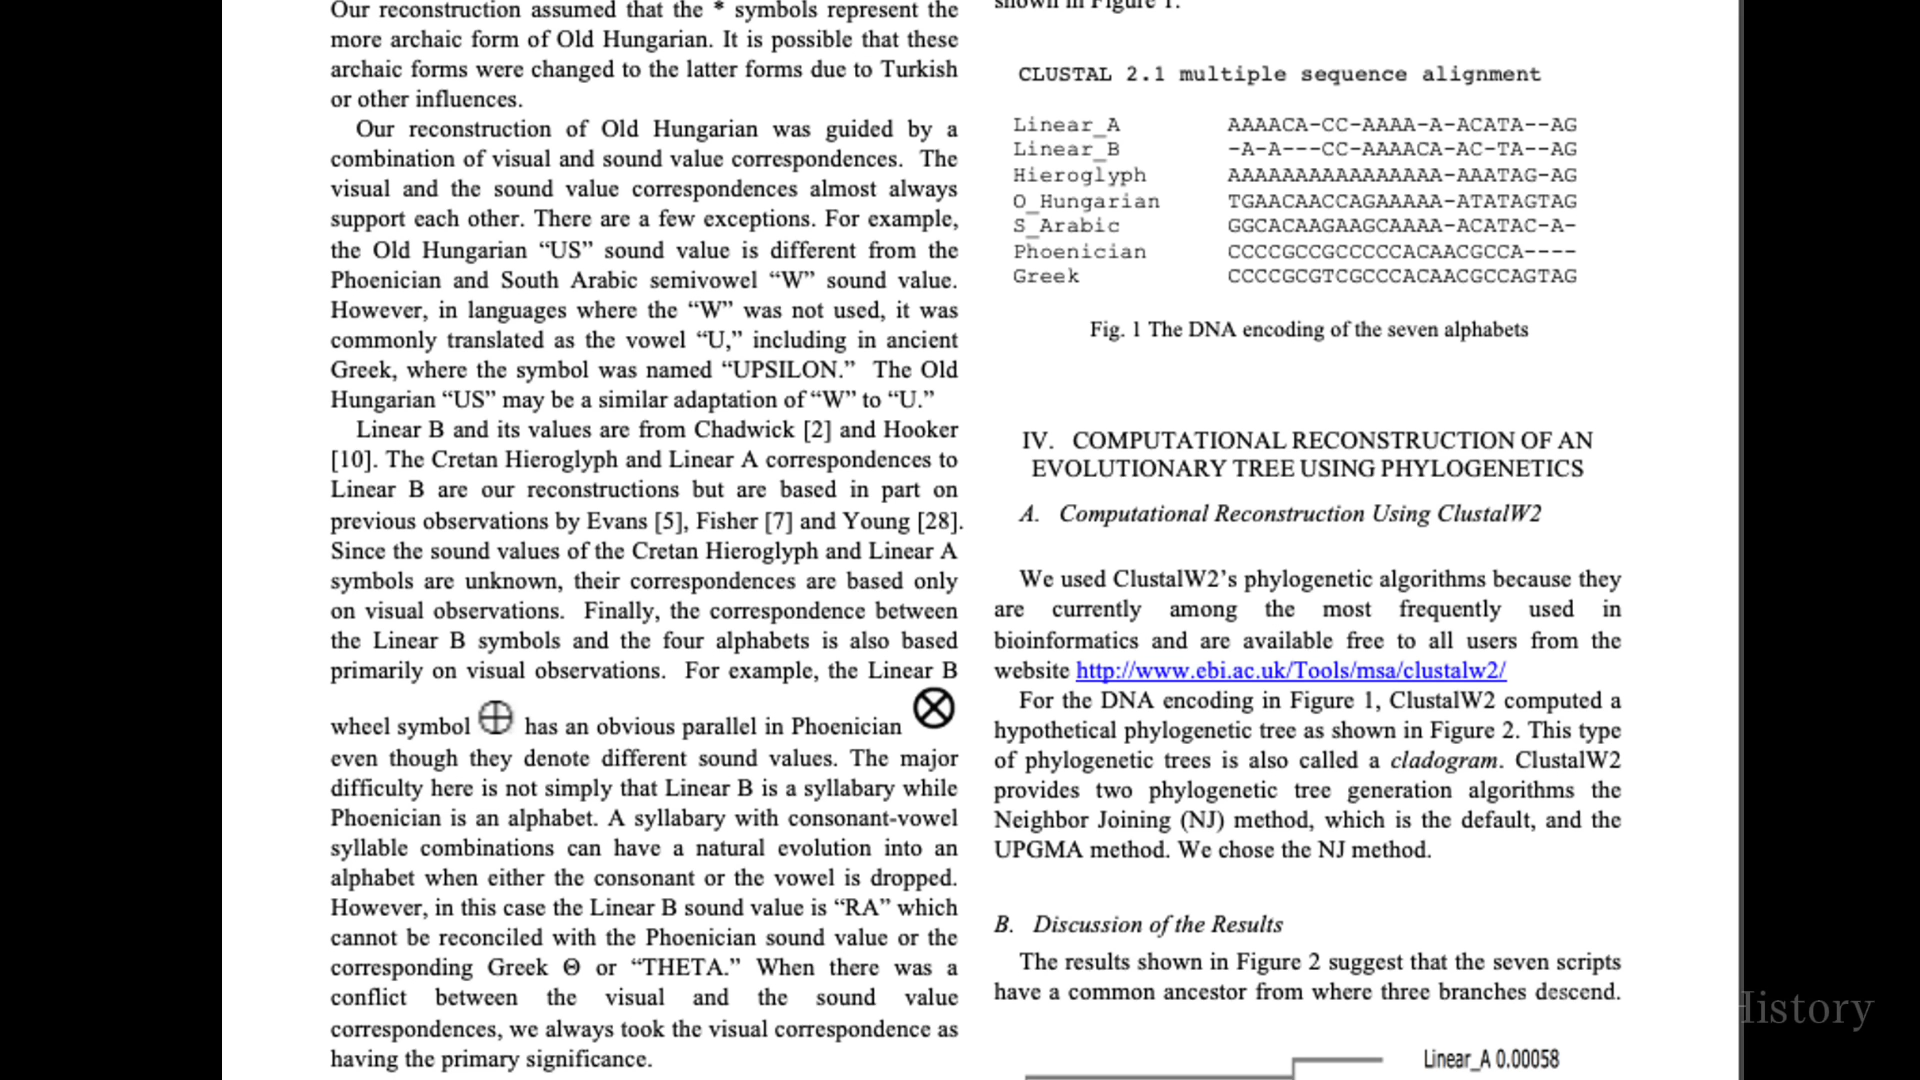 Our reconstruction assumed that the * symbols represent the
more archaic form of Old Hungarian. It is possible that these
archaic forms were changed to the latter forms due to Turkish
or other influences.
Our reconstruction of Old Hungarian was guided by a
combination of visual and sound value correspondences. The
visual and the sound value correspondences almost always
support each other. There are a few exceptions. For example,
the Old Hungarian “US” sound value is different from the
Phoenician and South Arabic semivowel “W” sound value.
However, in languages where the “W” was not used, it was
commonly translated as the vowel “U,” including in ancient
Greek, where the symbol was named “UPSILON.” The Old
Hungarian “US” may be a similar adaptation of “W” to “U.”
Linear B and its values are from Chadwick [2] and Hooker
[10]. The Cretan Hieroglyph and Linear A correspondences to
Linear B are our reconstructions but are based in part on
previous observations by Evans [5], Fisher [7] and Young [28].
Since the sound values of the Cretan Hieroglyph and Linear A
symbols are unknown, their correspondences are based only
on visual observations. Finally, the correspondence between
the Linear B symbols and the four alphabets is also based
primarily on visual observations. For example, the Linear B
wheel symbol ⊕ has an obvious parallel in Phoenician ⊗
even though they denote different sound values. The major
difficulty here is not simply that Linear B is a syllabary while
Phoenician is an alphabet. A syllabary with consonant-vowel
syllable combinations can have a natural evolution into an
alphabet when either the consonant or the vowel is dropped.
However, in this case the Linear B sound value is “RA” which
cannot be reconciled with the Phoenician sound value or the
corresponding Greek Θ or “THETA.” When there was a
conflict between the visual and the sound value
correspondences, we always took the visual correspondence as
having the primary significance.
shown in Figure 1.
CLUSTAL 2.1 multiple sequence alignment
Linear_A AAAACA-CC-AAAA-A-ACATA--AG
Linear_B -A-A---CC-AAAACA-AC-TA--AG
Hieroglyph AAAAAAAAAAAAAAAA-AAATAG-AG
O_Hungarian TGAACAACCAGAAAAA-ATATAGTAG
S_Arabic GGCACAAGAAGCAAAA-ACATAC-A-
Phoenician CCCCGCCGCCCCCACAACGCCA----
Greek CCCCGCGTCGCCCACAACGCCAGTAG
Fig. 1 The DNA encoding of the seven alphabets
IV. COMPUTATIONAL RECONSTRUCTION OF AN
EVOLUTIONARY TREE USING PHYLOGENETICS
A. Computational Reconstruction Using ClustalW2
We used ClustalW2’s phylogenetic algorithms because they
are currently among the most frequently used in
bioinformatics and are available free to all users from the
website http://www.ebi.ac.uk/Tools/msa/clustalw2/
For the DNA encoding in Figure 1, ClustalW2 computed a
hypothetical phylogenetic tree as shown in Figure 2. This type
of phylogenetic trees is also called a cladogram. ClustalW2
provides two phylogenetic tree generation algorithms the
Neighbor Joining (NJ) method, which is the default, and the
UPGMA method. We chose the NJ method.
B. Discussion of the Results
The results shown in Figure 2 suggest that the seven scripts
have a common ancestor from where three branches descend.
Linear_A 0.00058
History